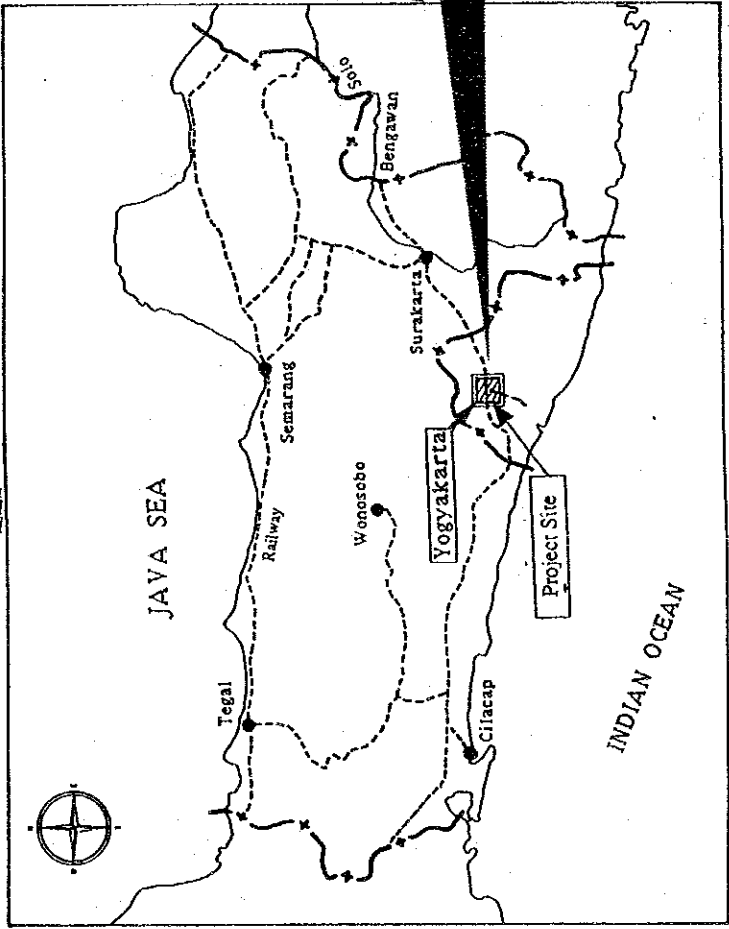 JAVA SEA
Tegal
Railway
Semarang
Wonosobo
Surakarta
Bengawan
Solo
Yogyakarta
Project Site
Cilacap
INDIAN OCEAN